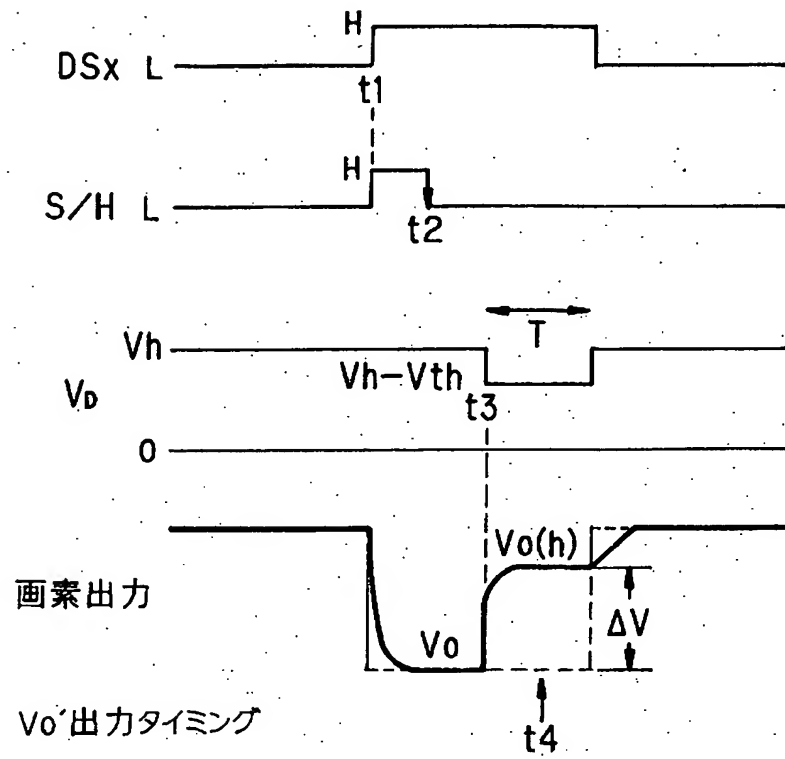 H
DSx L
t1
H
S/H L
t2
T
Vh
Vh-Vth
VD
t3
0
Vo(h)
画素出力
Vo
ΔV
Vo'出力タイミング
t4